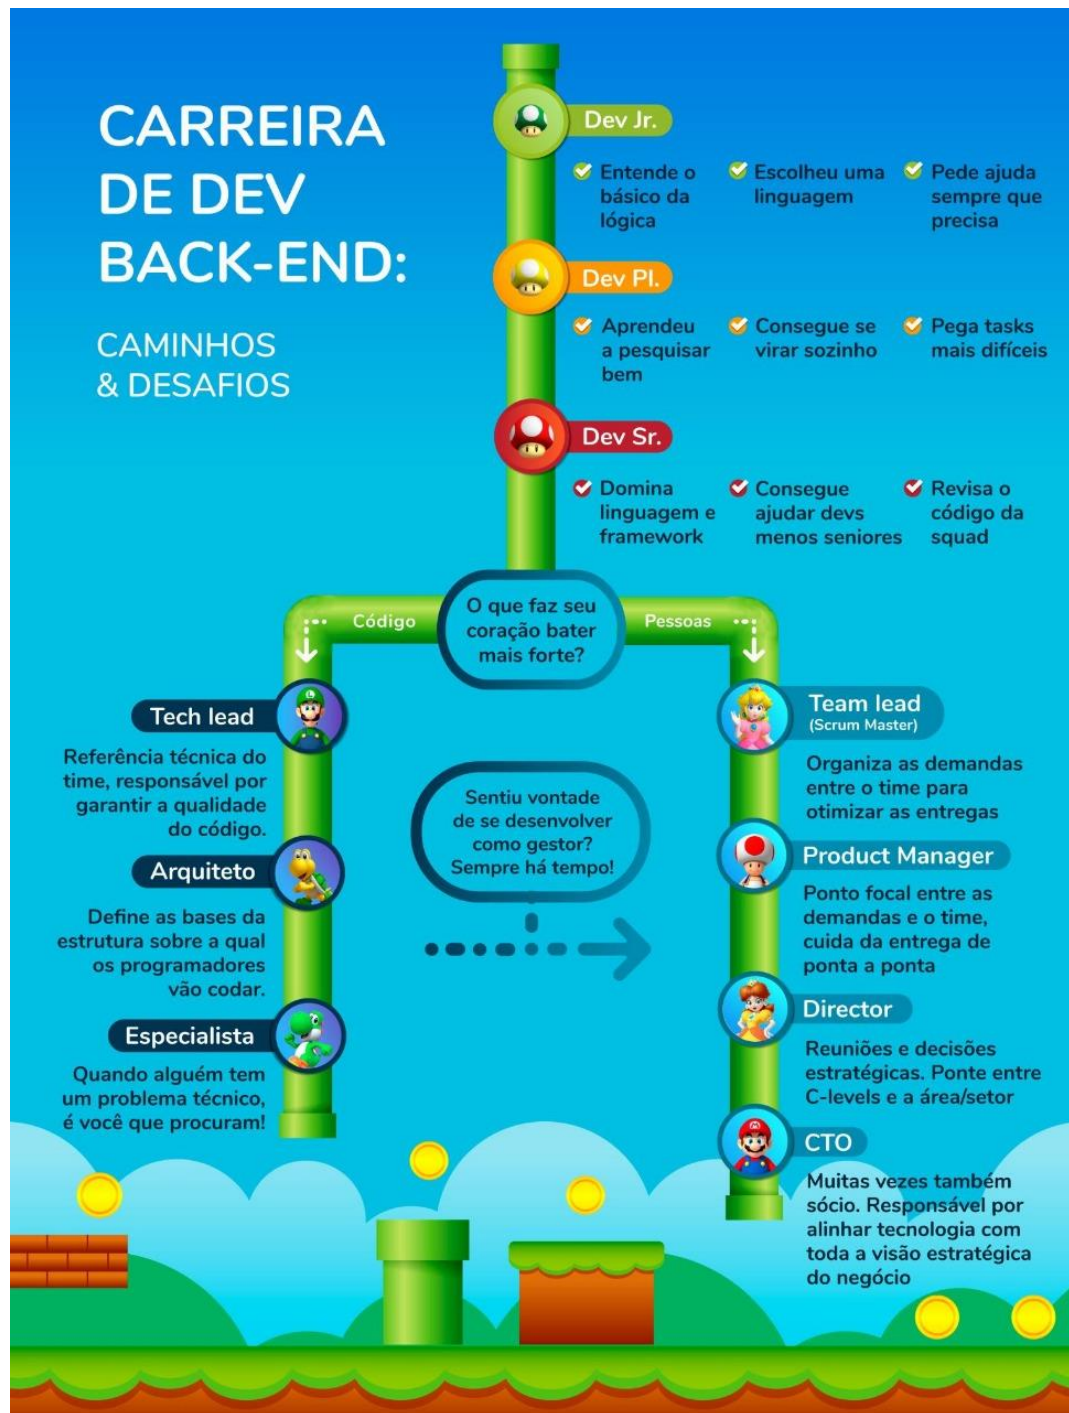 CARREIRA
DE DEV
BACK-END:
CAMINHOS
& DESAFIOS
Dev Jr.
Entende o
básico da
lógica
Escolheu uma
linguagem
Pede ajuda
sempre que
precisa
Dev Pl.
Aprendeu
a pesquisar
bem
Consegue se
virar sozinho
Pega tasks
mais difíceis
Dev Sr.
Domina
linguagem e
framework
Consegue
ajudar devs
menos seniores
Revisa o
código da
squad
O que faz seu
coração bater
mais forte?
Código
Pessoas
Tech lead
Referência técnica do
time, responsável por
garantir a qualidade
do código.
Arquiteto
Define as bases da
estrutura sobre a qual
os programadores
vão codar.
Especialista
Quando alguém tem
um problema técnico,
é você que procuram!
Sentiu vontade
de se desenvolver
como gestor?
Sempre há tempo!
Team lead
(Scrum Master)
Organiza as demandas
entre o time para
otimizar as entregas
Product Manager
Ponto focal entre as
demandas e o time,
cuida da entrega de
ponta a ponta
Director
Reuniões e decisões
estratégicas. Ponte entre
C-levels e a área/setor
CTO
Muitas vezes também
sócio. Responsável por
alinhar tecnologia com
toda a visão estratégica
do negócio